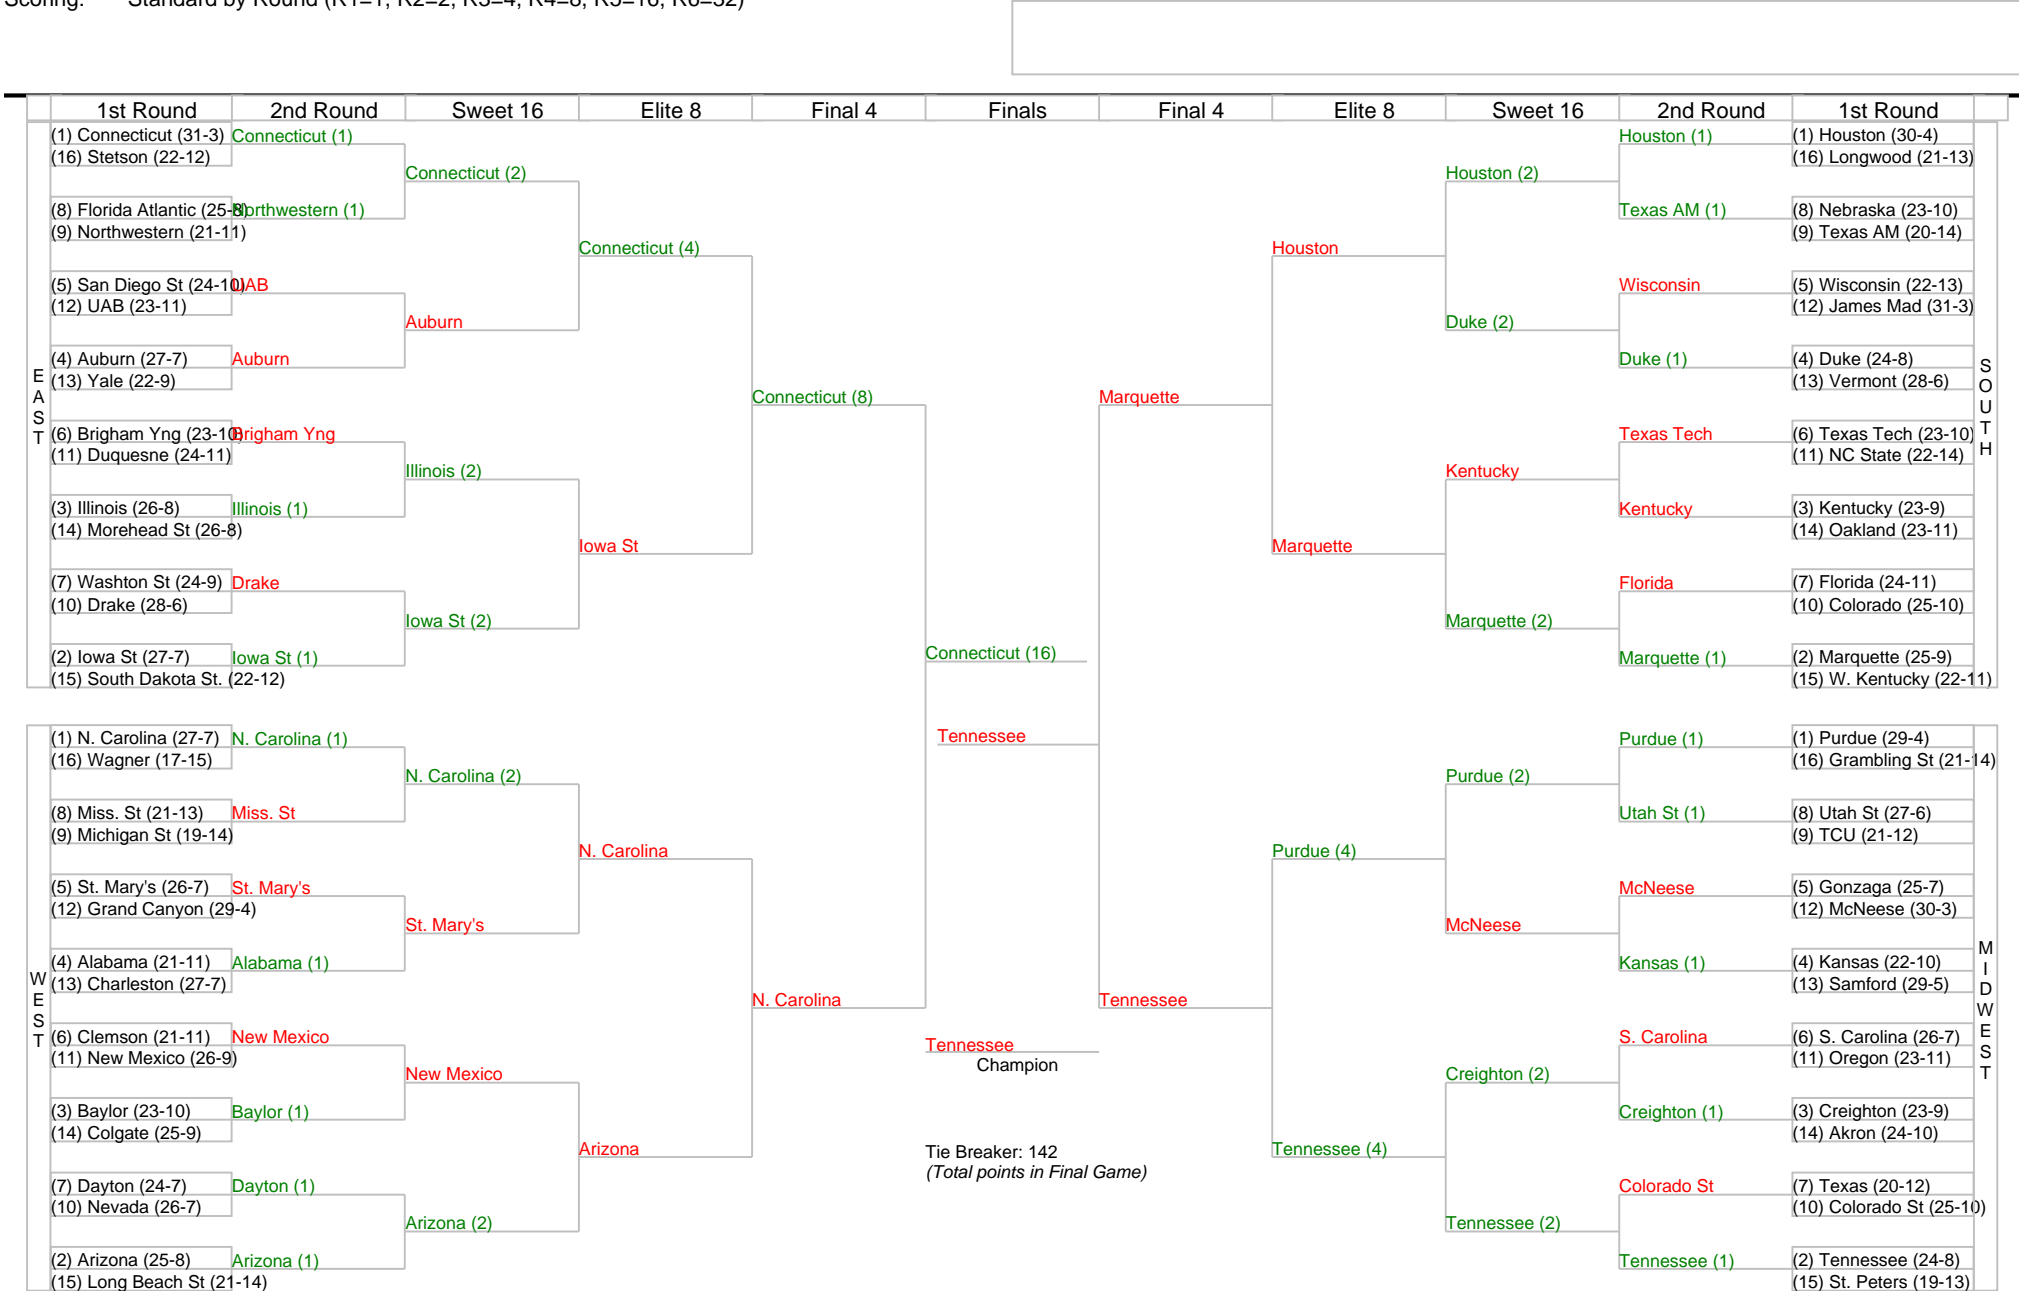 Scoring: Standard by Round (R1=1, R2=2, R3=4, R4=8, R5=16, R6=32)
1st Round 2nd Round Sweet 16 Elite 8 Final 4 Finals Final 4 Elite 8 Sweet 16 2nd Round 1st Round
EAST
(1) Connecticut (31-3)
(16) Stetson (22-12)
(8) Florida Atlantic (25-8)
(9) Northwestern (21-11)
(5) San Diego St (24-10)
(12) UAB (23-11)
(4) Auburn (27-7)
(13) Yale (22-9)
(6) Brigham Yng (23-10)
(11) Duquesne (24-11)
(3) Illinois (26-8)
(14) Morehead St (26-8)
(7) Washton St (24-9)
(10) Drake (28-6)
(2) Iowa St (27-7)
(15) South Dakota St. (22-12)
Connecticut (1)
Northwestern (1)
UAB
Auburn
Brigham Yng
Illinois (1)
Drake
Iowa St (1)
Connecticut (2)
Auburn
Illinois (2)
Iowa St (2)
Connecticut (4)
Iowa St
Connecticut (8)
WEST
(1) N. Carolina (27-7)
(16) Wagner (17-15)
(8) Miss. St (21-13)
(9) Michigan St (19-14)
(5) St. Mary's (26-7)
(12) Grand Canyon (29-4)
(4) Alabama (21-11)
(13) Charleston (27-7)
(6) Clemson (21-11)
(11) New Mexico (26-9)
(3) Baylor (23-10)
(14) Colgate (25-9)
(7) Dayton (24-7)
(10) Nevada (26-7)
(2) Arizona (25-8)
(15) Long Beach St (21-14)
N. Carolina (1)
Miss. St
St. Mary's
Alabama (1)
New Mexico
Baylor (1)
Dayton (1)
Arizona (1)
N. Carolina (2)
St. Mary's
New Mexico
Arizona (2)
N. Carolina
Arizona
N. Carolina
Connecticut (16)
Tennessee
Tennessee
Champion
Tie Breaker: 142
(Total points in Final Game)
Marquette
Houston
Marquette
Houston (2)
Duke (2)
Kentucky
Marquette (2)
Houston (1)
Texas AM (1)
Wisconsin
Duke (1)
Texas Tech
Kentucky
Florida
Marquette (1)
(1) Houston (30-4)
(16) Longwood (21-13)
(8) Nebraska (23-10)
(9) Texas AM (20-14)
(5) Wisconsin (22-13)
(12) James Mad (31-3)
(4) Duke (24-8)
(13) Vermont (28-6)
(6) Texas Tech (23-10)
(11) NC State (22-14)
(3) Kentucky (23-9)
(14) Oakland (23-11)
(7) Florida (24-11)
(10) Colorado (25-10)
(2) Marquette (25-9)
(15) W. Kentucky (22-11)
SOUTH
Tennessee
Purdue (4)
Tennessee (4)
Purdue (2)
McNeese
Creighton (2)
Tennessee (2)
Purdue (1)
Utah St (1)
McNeese
Kansas (1)
S. Carolina
Creighton (1)
Colorado St
Tennessee (1)
(1) Purdue (29-4)
(16) Grambling St (21-14)
(8) Utah St (27-6)
(9) TCU (21-12)
(5) Gonzaga (25-7)
(12) McNeese (30-3)
(4) Kansas (22-10)
(13) Samford (29-5)
(6) S. Carolina (26-7)
(11) Oregon (23-11)
(3) Creighton (23-9)
(14) Akron (24-10)
(7) Texas (20-12)
(10) Colorado St (25-10)
(2) Tennessee (24-8)
(15) St. Peters (19-13)
MIDWEST